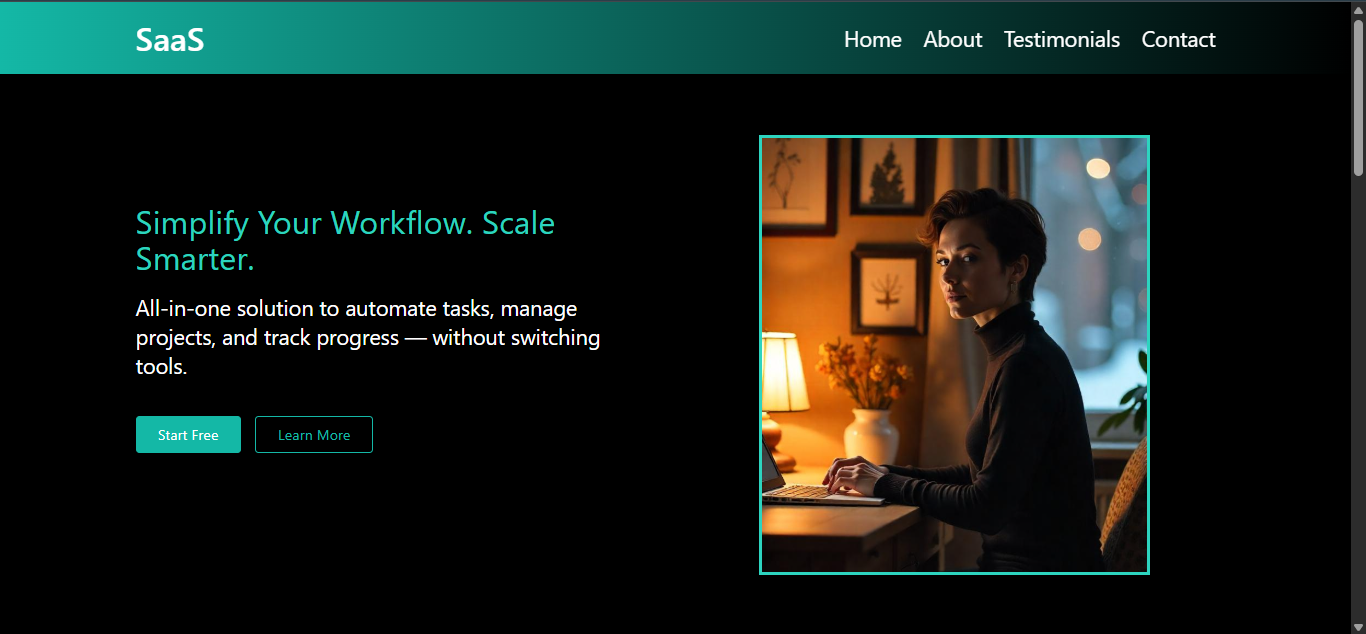 SaaS
Home About Testimonials Contact
Simplify Your Workflow. Scale
Smarter.
All-in-one solution to automate tasks, manage
projects, and track progress — without switching
tools.
Start Free
Learn More